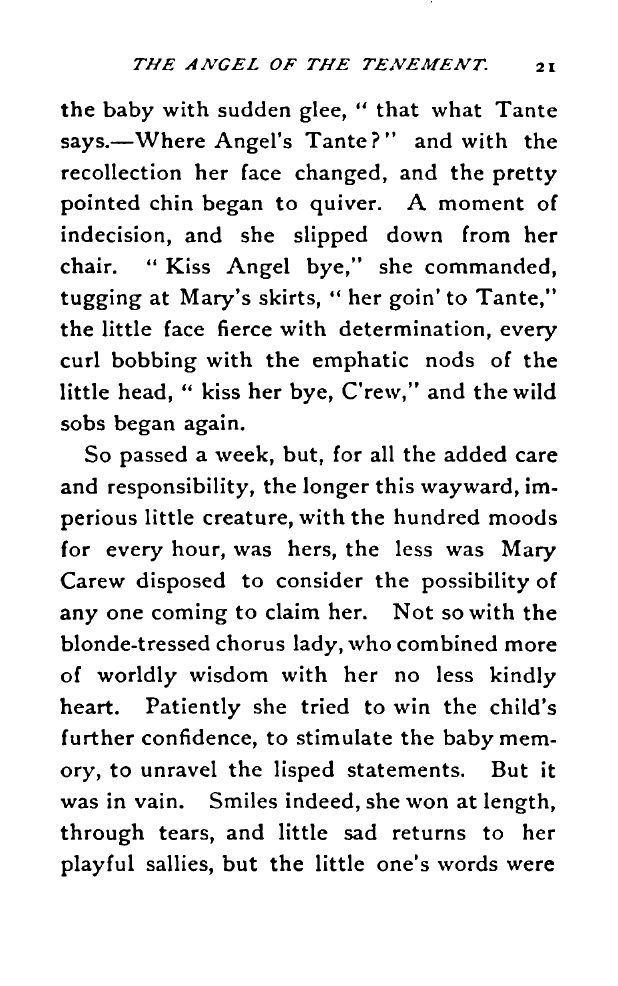 THE ANGEL OF THE TENEMENT. 21
the baby with sudden glee, " that what Tante
says.—Where Angel's Tante?" and with the
recollection her face changed, and the pretty
pointed chin began to quiver. A moment of
indecision, and she slipped down from her
chair. " Kiss Angel bye," she commanded,
tugging at Mary's skirts, " her goin' to Tante,"
the little face fierce with determination, every
curl bobbing with the emphatic nods of the
little head, " kiss her bye, C'rew," and the wild
sobs began again.
So passed a week, but, for all the added care
and responsibility, the longer this wayward, im-
perious little creature, with the hundred moods
for every hour, was hers, the less was Mary
Carew disposed to consider the possibility of
any one coming to claim her. Not so with the
blonde-tressed chorus lady, who combined more
of worldly wisdom with her no less kindly
heart. Patiently she tried to win the child's
further confidence, to stimulate the baby mem-
ory, to unravel the lisped statements. But it
was in vain. Smiles indeed, she won at length,
through tears, and little sad returns to her
playful sallies, but the little one's words were